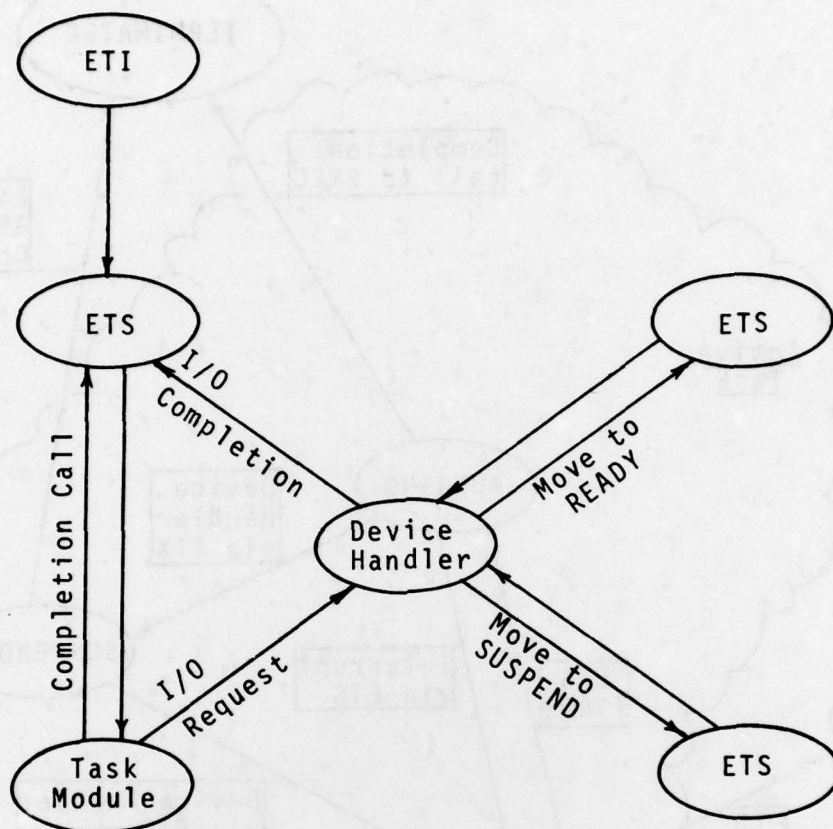 ETI
ETS
ETS
I/O
Completion
Move to
READY
Completion Call
Device
Handler
I/O
Request
Move to
SUSPEND
Task
Module
ETS